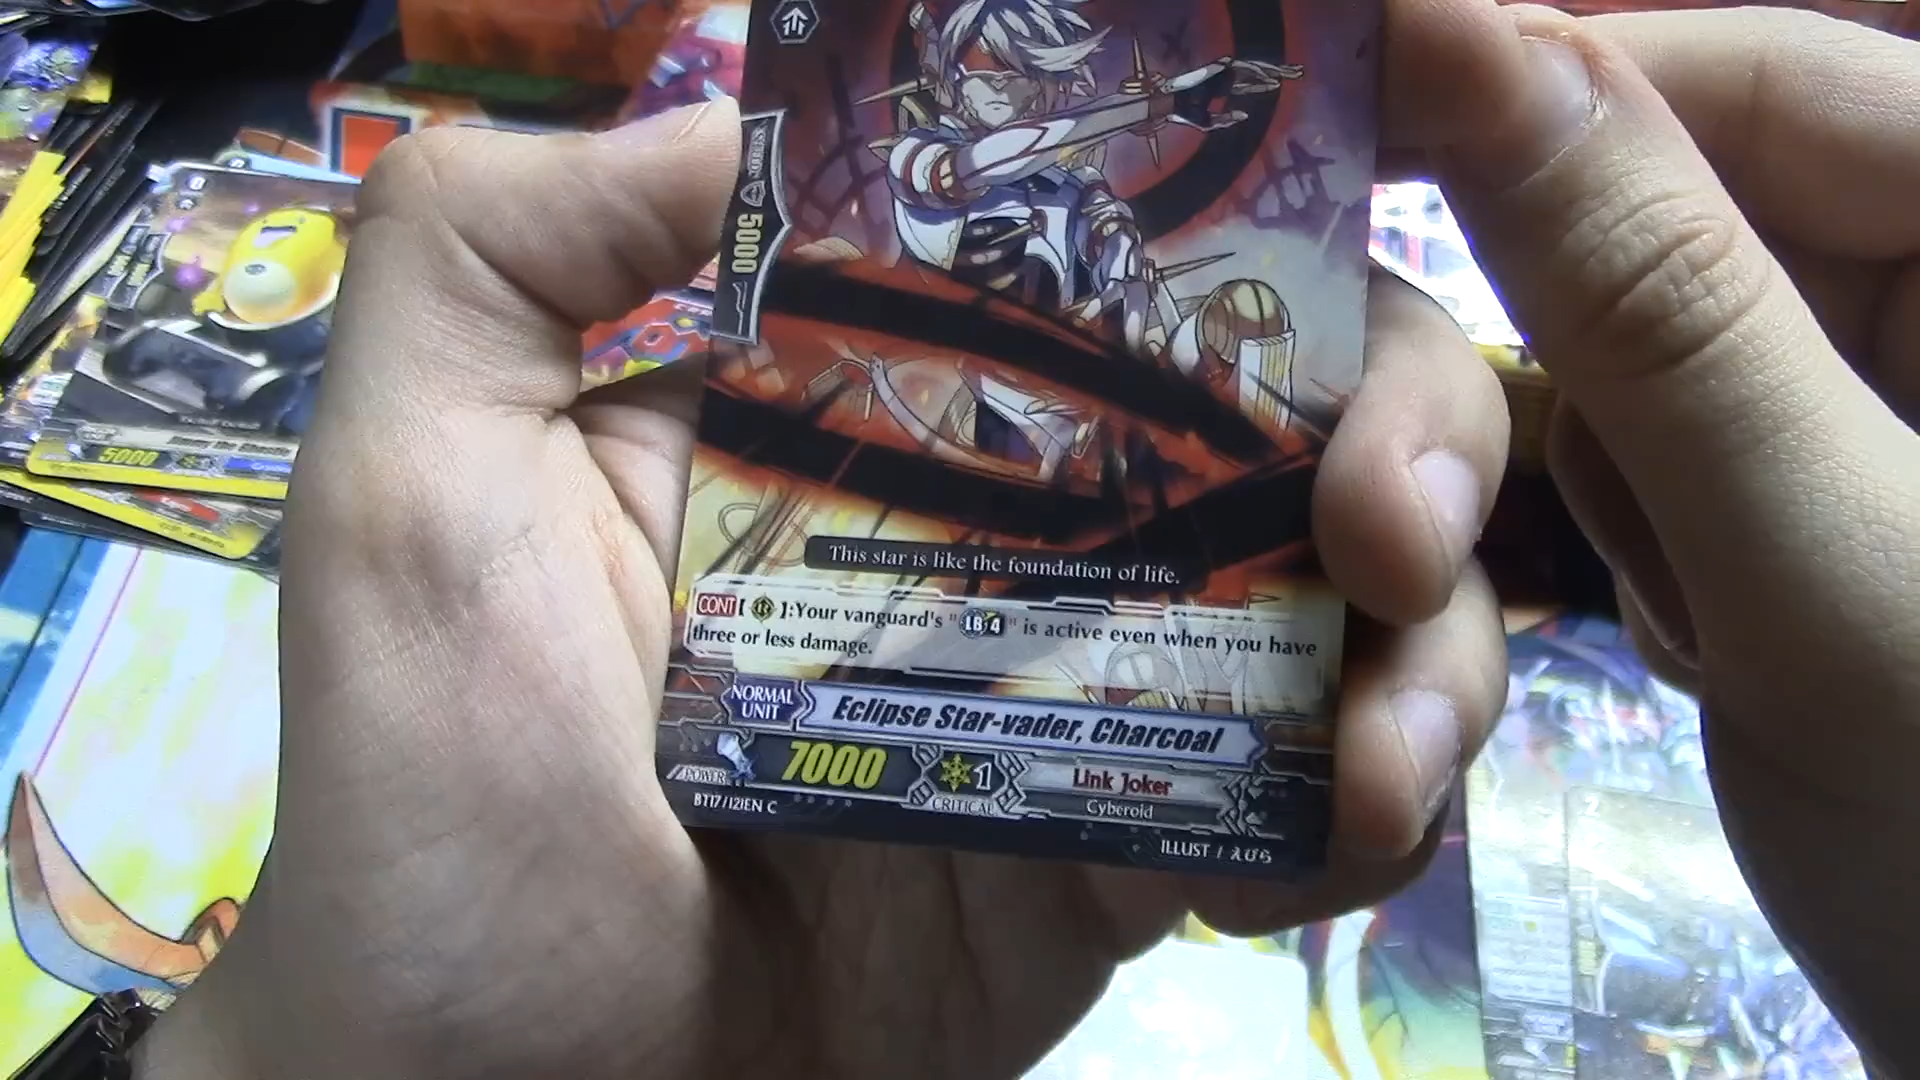 5000
This star is like the foundation of life.
CONT [ ]:Your vanguard's "LB 4" is active even when you have
three or less damage.
NORMAL
UNIT
Eclipse Star-vader, Charcoal
POWER
7000
1
CRITICAL
Link Joker
Cyberoid
BT17/121EN C
ILLUST / えびら
5000